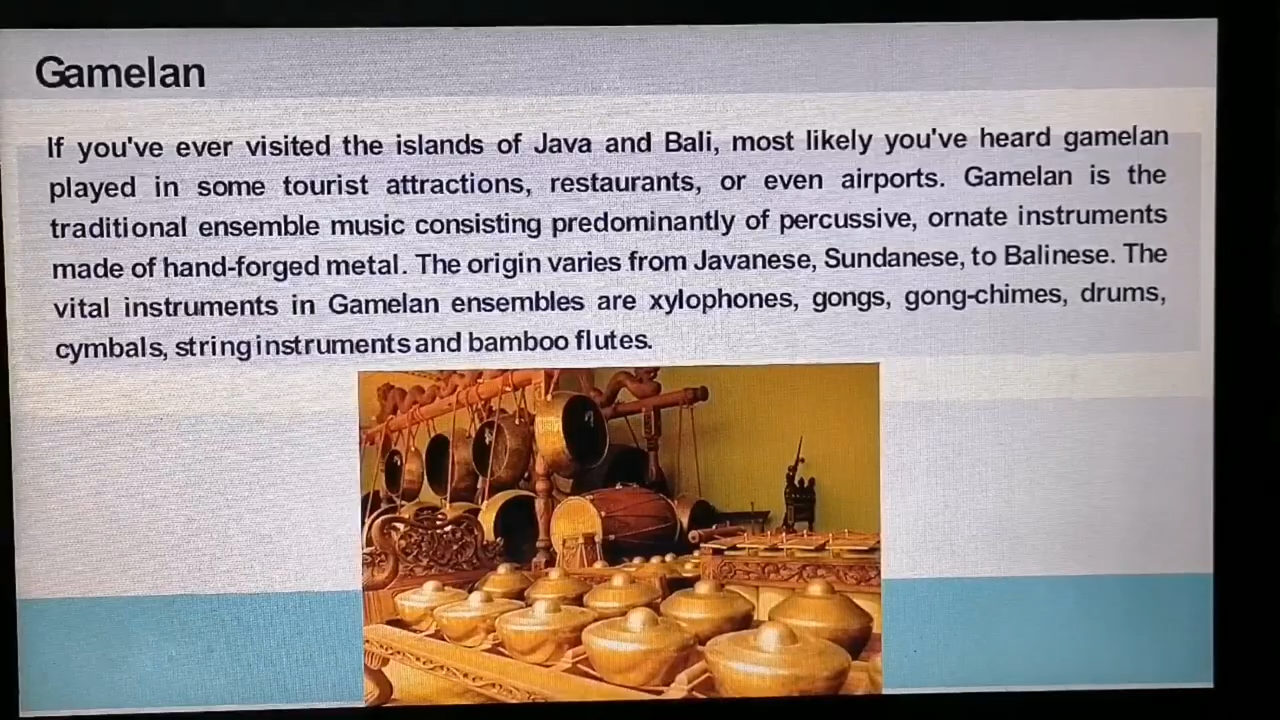 Gamelan
If you've ever visited the islands of Java and Bali, most likely you've heard gamelan
played in some tourist attractions, restaurants, or even airports. Gamelan is the
traditional ensemble music consisting predominantly of percussive, ornate instruments
made of hand-forged metal. The origin varies from Javanese, Sundanese, to Balinese. The
vital instruments in Gamelan ensembles are xylophones, gongs, gong-chimes, drums,
cymbals, string instruments and bamboo flutes.